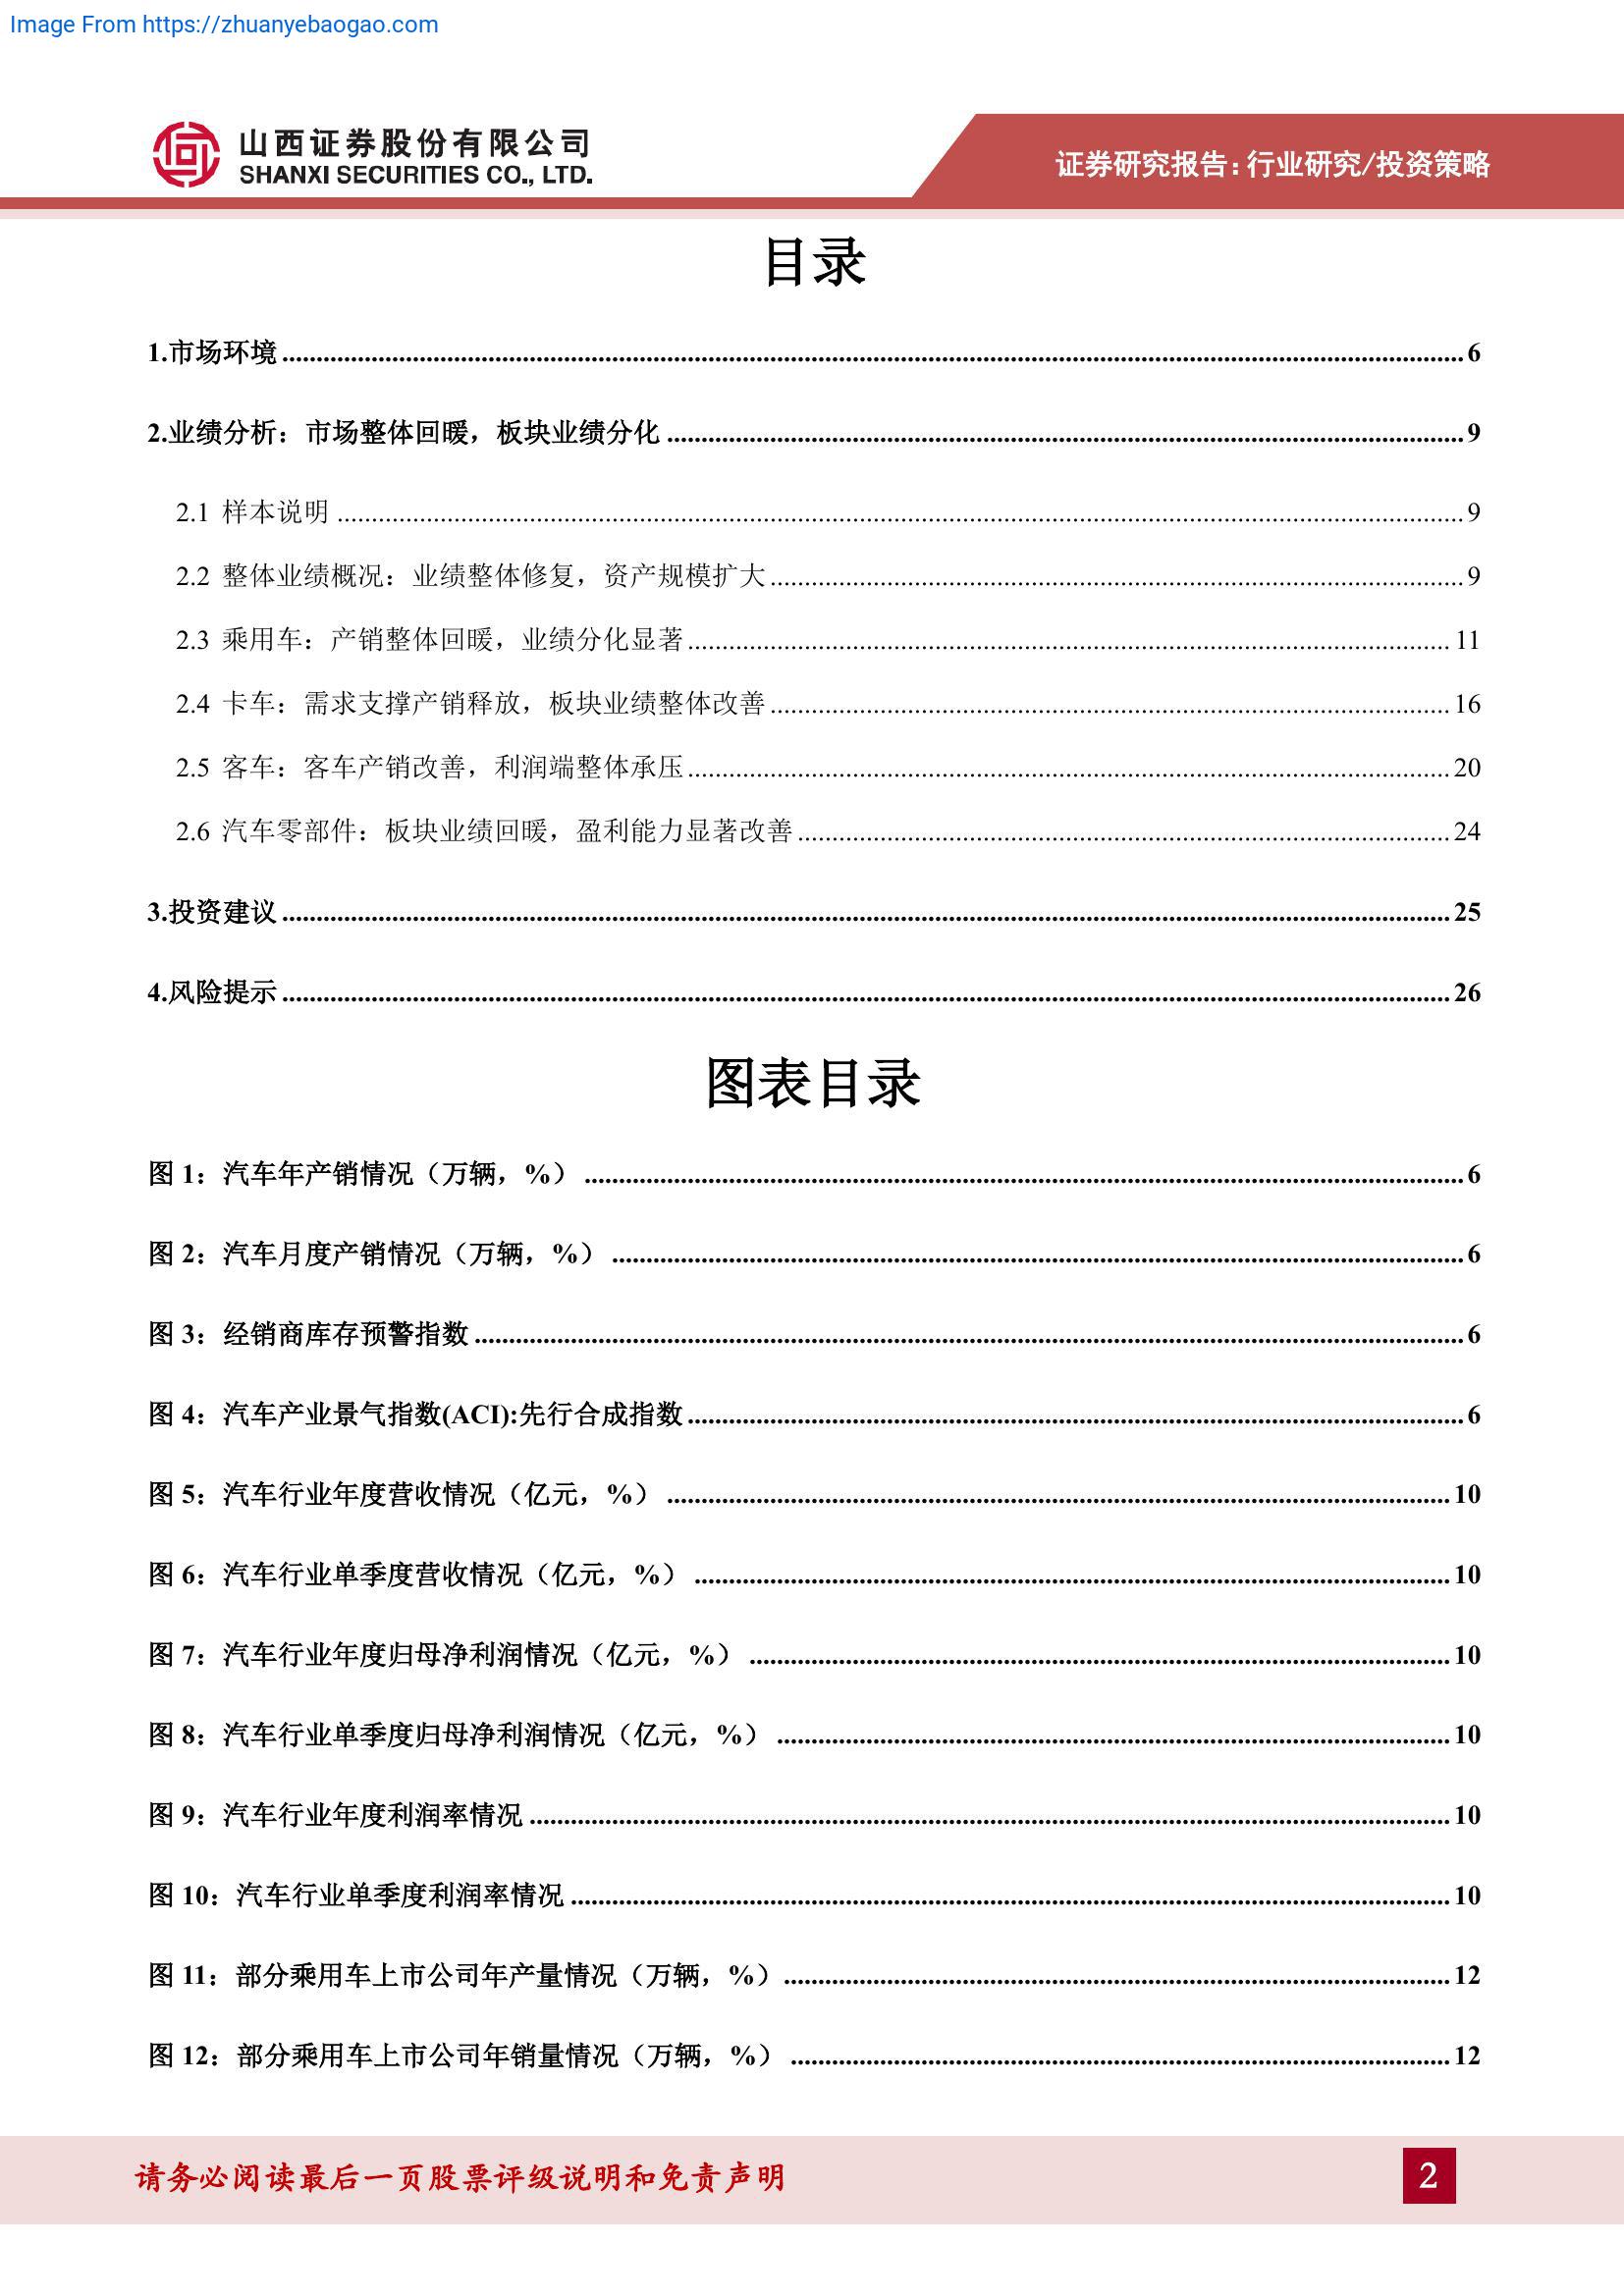 Image From https://zhuanyebaogao.com
山西证券股份有限公司
SHANXI SECURITIES CO., LTD.
证券研究报告:行业研究/投资策略
目录
1.市场环境 6
2.业绩分析：市场整体回暖，板块业绩分化 9
2.1 样本说明 9
2.2 整体业绩概况：业绩整体修复，资产规模扩大 9
2.3 乘用车：产销整体回暖，业绩分化显著 11
2.4 卡车：需求支撑产销释放，板块业绩整体改善 16
2.5 客车：客车产销改善，利润端整体承压 20
2.6 汽车零部件：板块业绩回暖，盈利能力显著改善 24
3.投资建议 25
4.风险提示 26
图表目录
图 1：汽车年产销情况（万辆，%） 6
图 2：汽车月度产销情况（万辆，%） 6
图 3：经销商库存预警指数 6
图 4：汽车产业景气指数(ACI):先行合成指数 6
图 5：汽车行业年度营收情况（亿元，%） 10
图 6：汽车行业单季度营收情况（亿元，%） 10
图 7：汽车行业年度归母净利润情况（亿元，%） 10
图 8：汽车行业单季度归母净利润情况（亿元，%） 10
图 9：汽车行业年度利润率情况 10
图 10：汽车行业单季度利润率情况 10
图 11：部分乘用车上市公司年产量情况（万辆，%） 12
图 12：部分乘用车上市公司年销量情况（万辆，%） 12
请务必阅读最后一页股票评级说明和免责声明
2